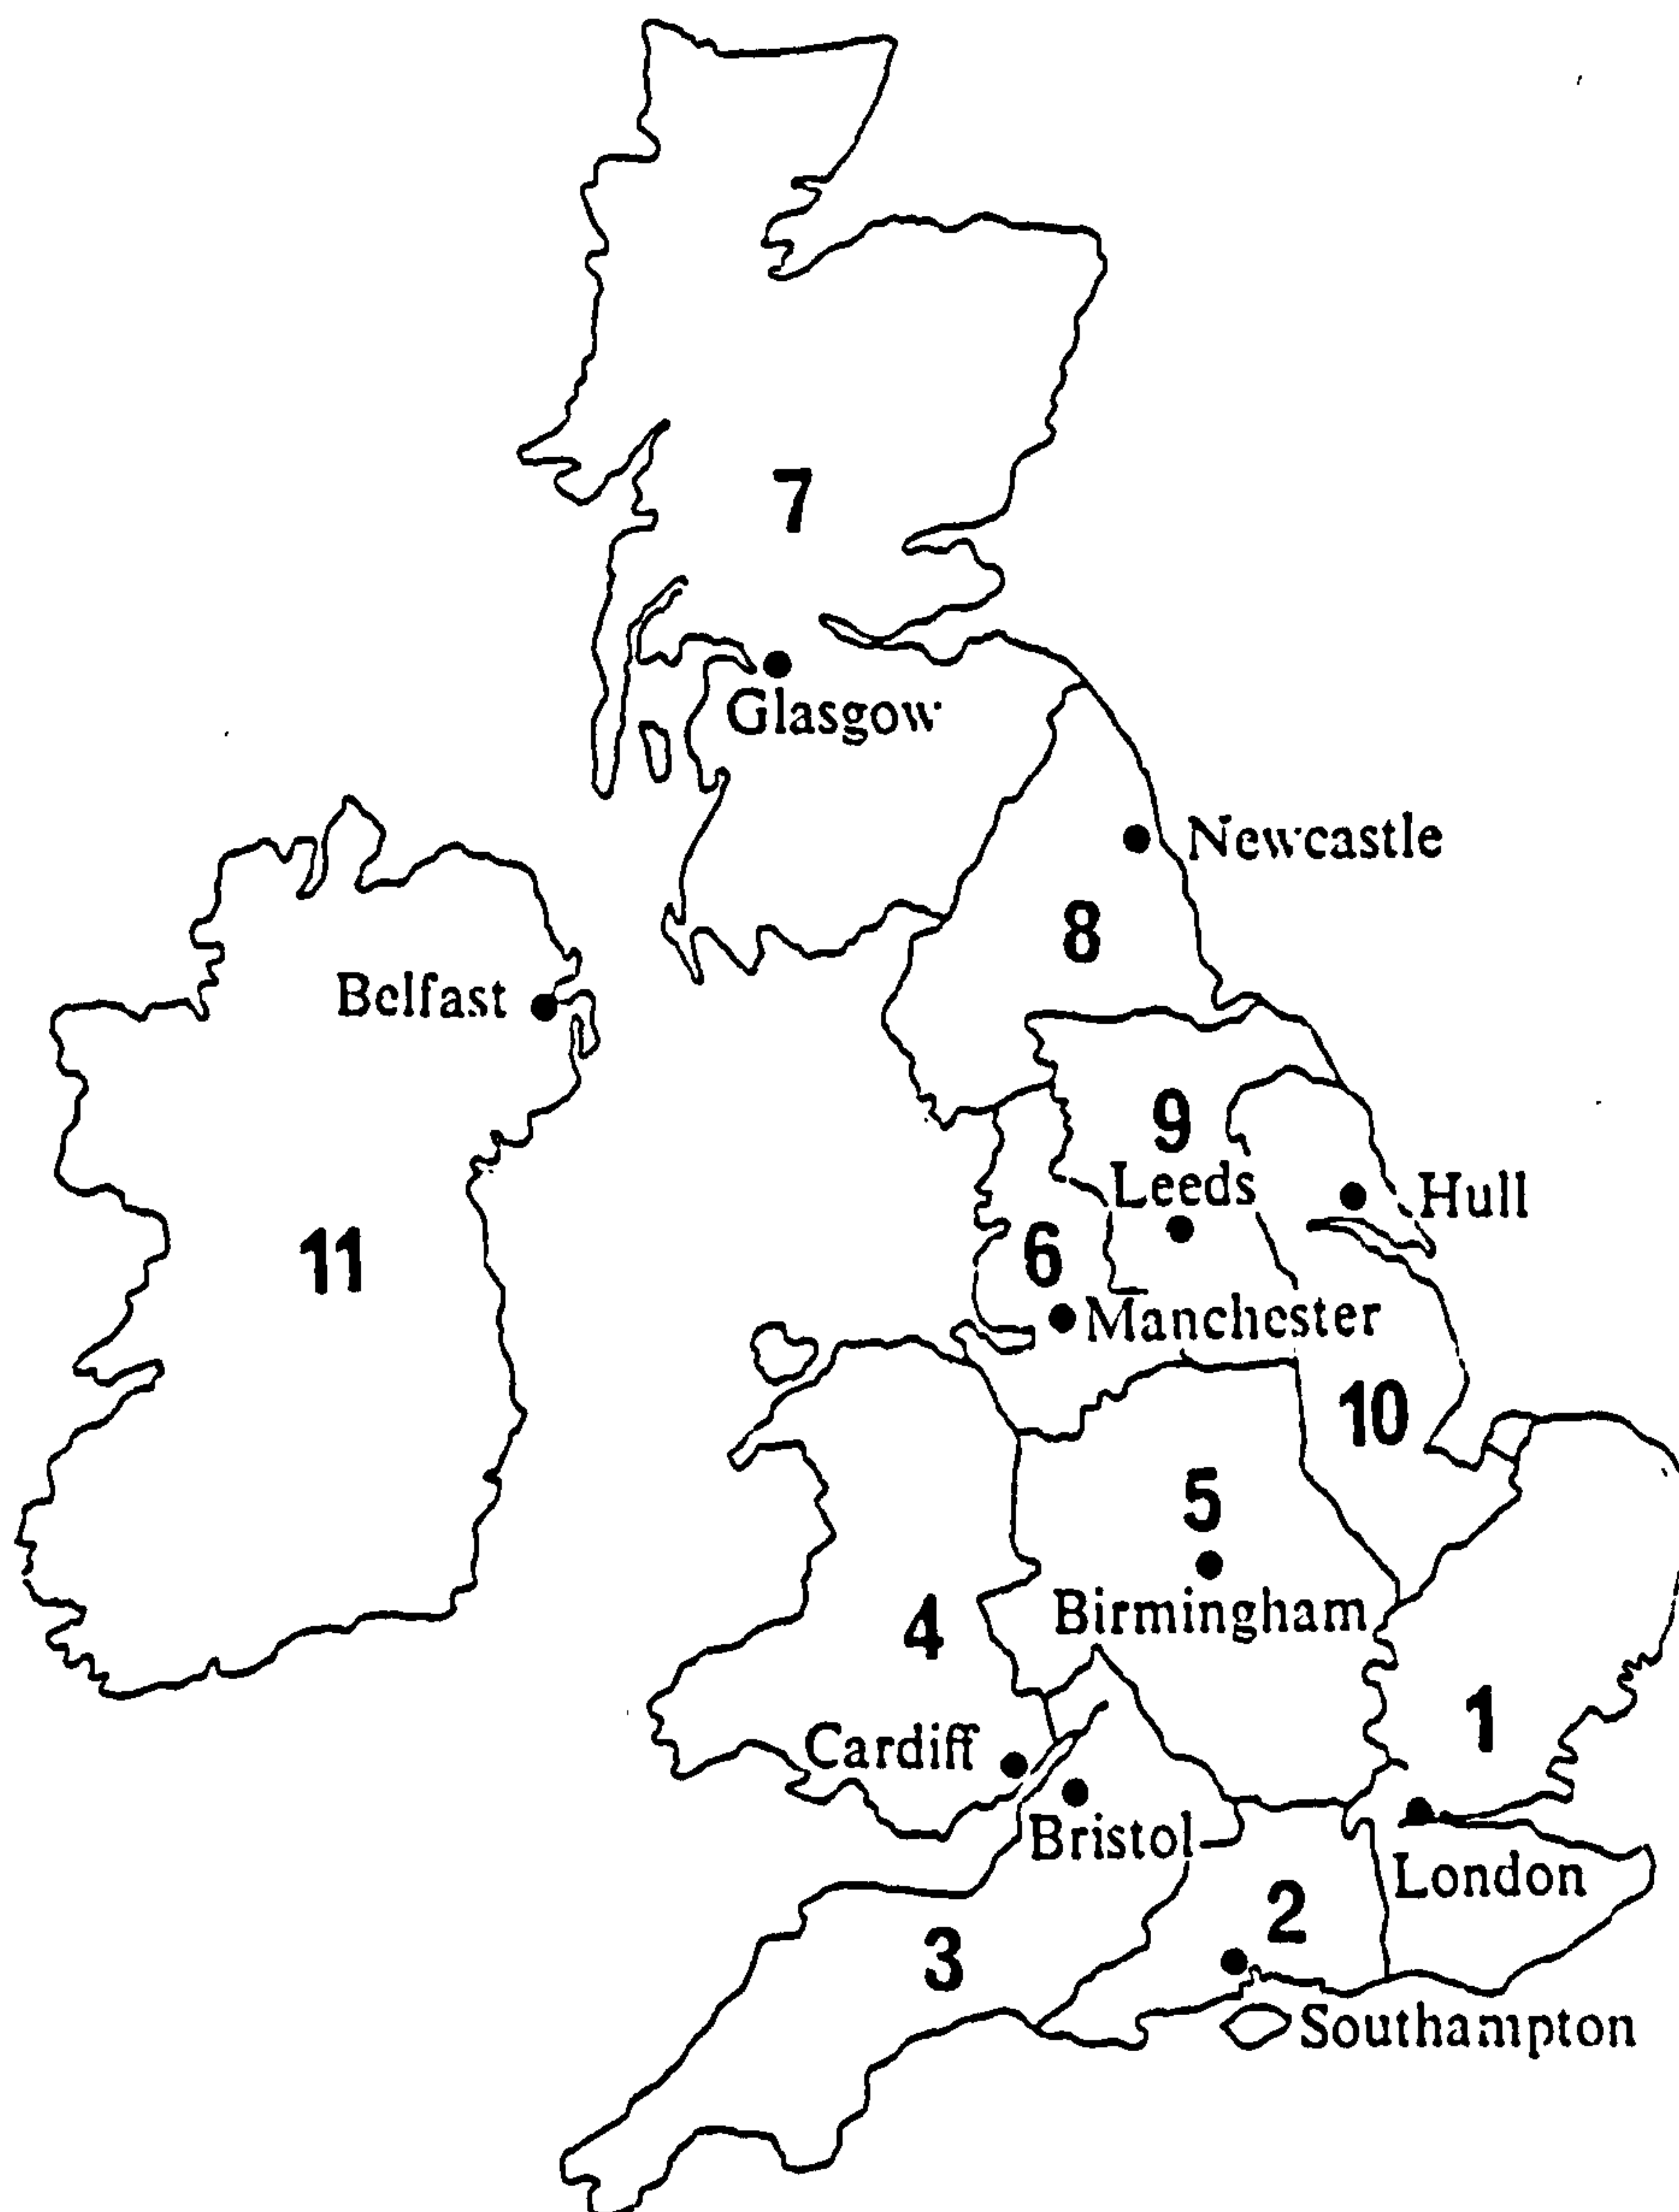 7
Glasgow
Newcastle
8
Belfast
9
Leeds
Hull
11
6
Manchester
10
5
Birmingham
4
1
Cardiff
Bristol
London
2
3
Southampton